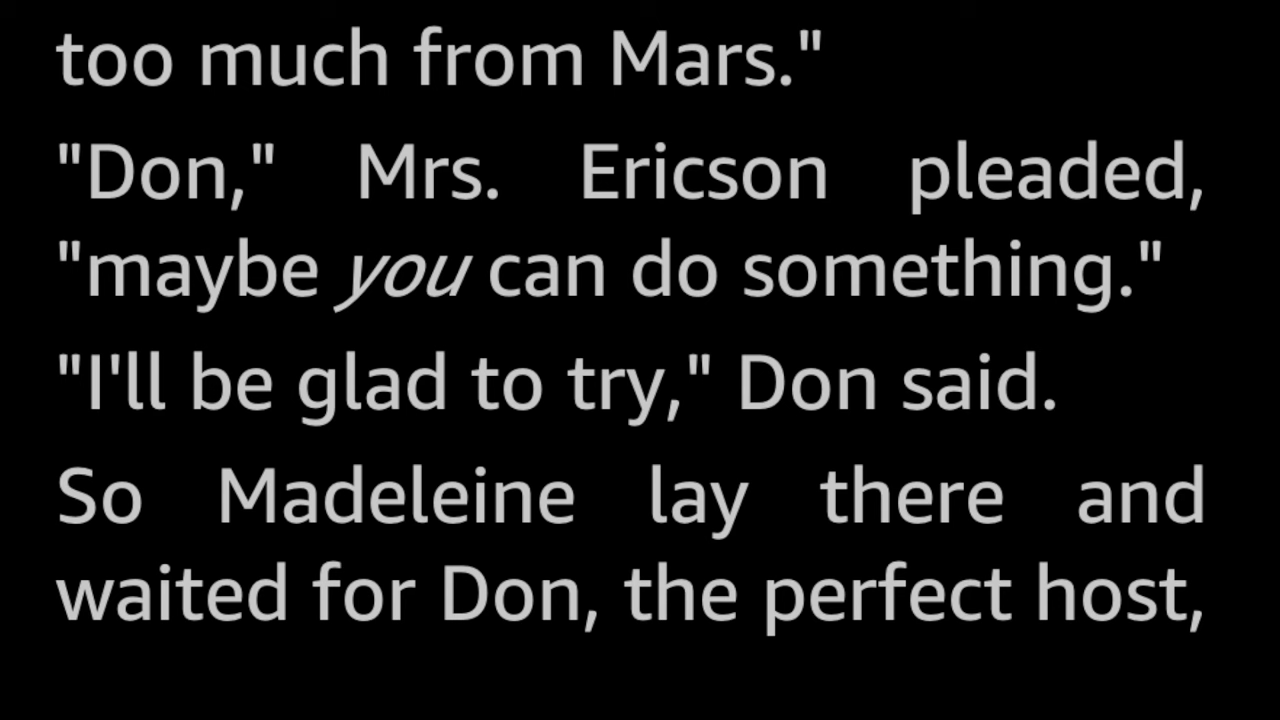 too much from Mars."
"Don," Mrs. Ericson pleaded,
"maybe you can do something."
"I'll be glad to try," Don said.
So Madeleine lay there and
waited for Don, the perfect host,